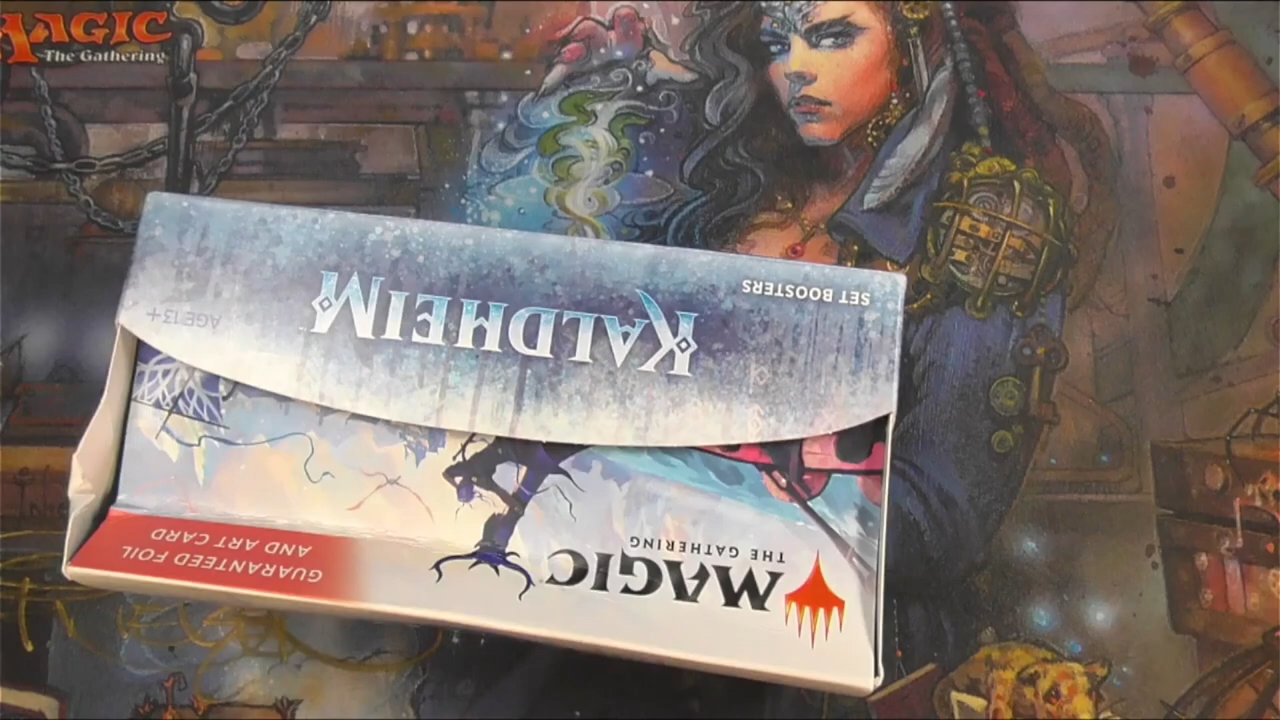 MAGIC
The Gathering
SET BOOSTERS
KALDHEIM
AGE 13+
MAGIC
THE GATHERING
GUARANTEED FOIL
AND ART CARD